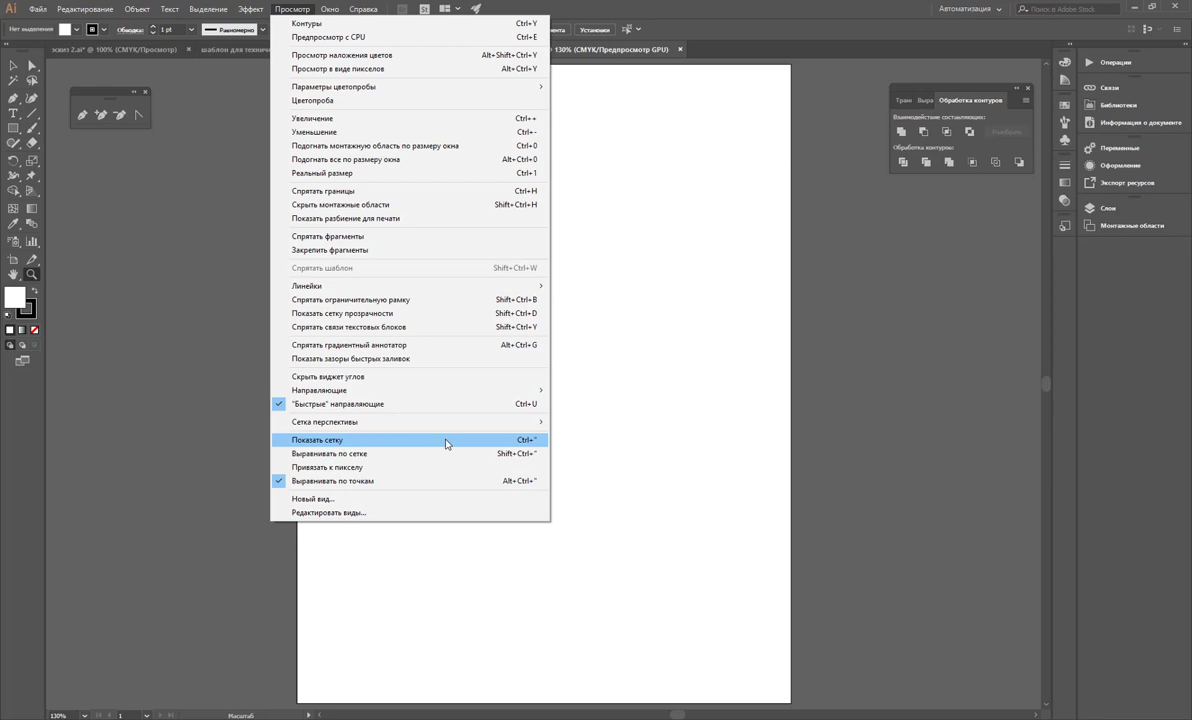 Ai Файл Редактирование Объект Текст Выделение Эффект Просмотр Окно Справка Br St Автоматизация Поиск в Adobe Stock
Нет выделения Обводка: 1 pt Равномерно Установки
эскиз 2.ai* @ 100% (CMYK/Просмотр) × шаблон для техниче 130% (CMYK/Предпросмотр GPU) ×
Контуры Ctrl+Y
Предпросмотр с CPU Ctrl+E
Просмотр наложения цветов Alt+Shift+Ctrl+Y
Просмотр в виде пикселов Alt+Ctrl+Y
Параметры цветопробы
Цветопроба
Увеличение Ctrl++
Уменьшение Ctrl+-
Подогнать монтажную область по размеру окна Ctrl+0
Подогнать все по размеру окна Alt+Ctrl+0
Реальный размер Ctrl+1
Спрятать границы Ctrl+H
Скрыть монтажные области Shift+Ctrl+H
Показать разбиение для печати
Спрятать фрагменты
Закрепить фрагменты
Спрятать шаблон Shift+Ctrl+W
Линейки
Спрятать ограничительную рамку Shift+Ctrl+B
Показать сетку прозрачности Shift+Ctrl+D
Спрятать связи текстовых блоков Shift+Ctrl+Y
Спрятать градиентный аннотатор Alt+Ctrl+G
Показать зазоры быстрых заливок
Скрыть виджет углов
Направляющие
"Быстрые" направляющие Ctrl+U
Сетка перспективы
Показать сетку Ctrl+"
Выравнивать по сетке Shift+Ctrl+"
Привязать к пикселу
Выравнивать по точкам Alt+Ctrl+"
Новый вид...
Редактировать виды...
Тран Выра Обработка контуров
Взаимодействие составляющих:
Разобрать
Обработка контуров:
Операции
Связи
Библиотеки
Информация о документе
Переменные
Оформление
Экспорт ресурсов
Слои
Монтажные области
130% 1 Масштаб